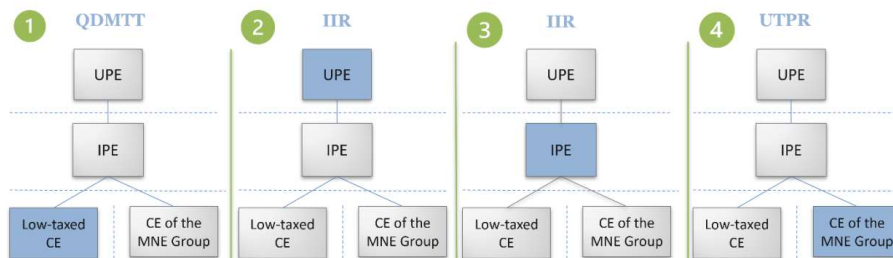 1 QDMTT
UPE
IPE
Low-taxed
CE
CE of the
MNE Group
2 IIR
UPE
IPE
Low-taxed
CE
CE of the
MNE Group
3 IIR
UPE
IPE
Low-taxed
CE
CE of the
MNE Group
4 UTPR
UPE
IPE
Low-taxed
CE
CE of the
MNE Group